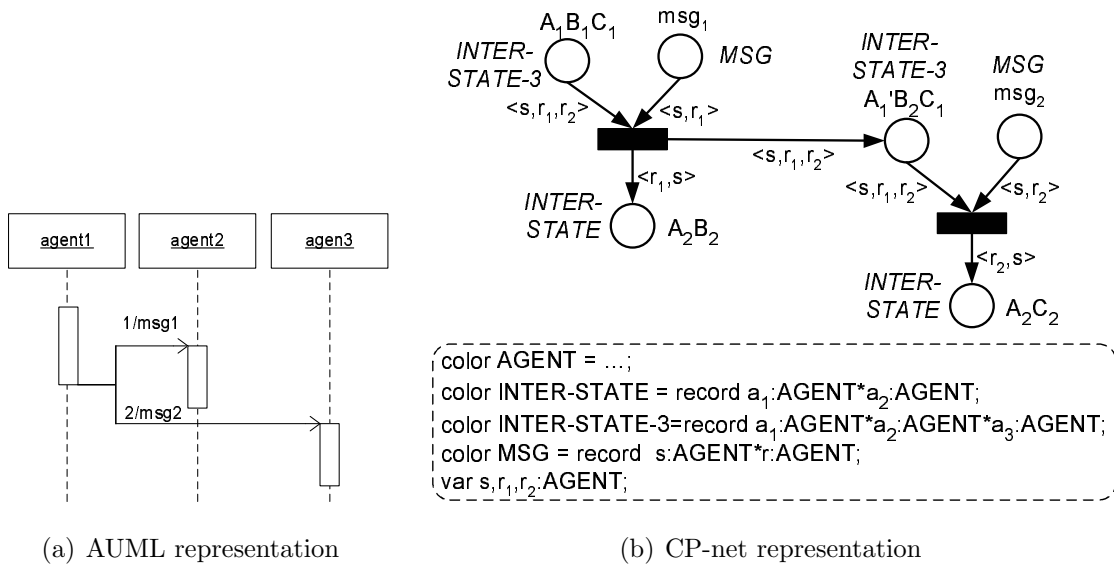 agent1
agent2
agen3
1/msg1
2/msg2
(a) AUML representation
A₁B₁C₁
msg₁
INTER-
STATE-3
MSG
<s,r₁,r₂>
<s,r₁>
<r₁,s>
INTER-
STATE
A₂B₂
<s,r₁,r₂>
INTER-
STATE-3
MSG
A₁'B₂C₁
msg₂
<s,r₁,r₂>
<s,r₂>
<r₂,s>
INTER-
STATE
A₂C₂
color AGENT = ...;
color INTER-STATE = record a₁:AGENT*a₂:AGENT;
color INTER-STATE-3=record a₁:AGENT*a₂:AGENT*a₃:AGENT;
color MSG = record s:AGENT*r:AGENT;
var s,r₁,r₂:AGENT;
(b) CP-net representation